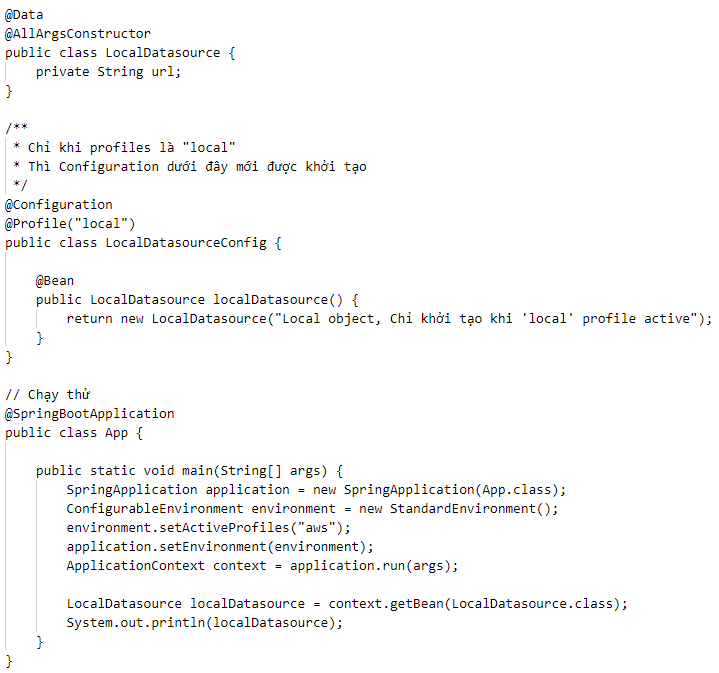 @Data
@AllArgsConstructor
public class LocalDatasource {
    private String url;
}

/**
 * Chỉ khi profiles là "local"
 * Thì Configuration dưới đây mới được khởi tạo
 */
@Configuration
@Profile("local")
public class LocalDatasourceConfig {

    @Bean
    public LocalDatasource localDatasource() {
        return new LocalDatasource("Local object, Chỉ khởi tạo khi 'local' profile active");
    }
}

// Chạy thử
@SpringBootApplication
public class App {

    public static void main(String[] args) {
        SpringApplication application = new SpringApplication(App.class);
        ConfigurableEnvironment environment = new StandardEnvironment();
        environment.setActiveProfiles("aws");
        application.setEnvironment(environment);
        ApplicationContext context = application.run(args);

        LocalDatasource localDatasource = context.getBean(LocalDatasource.class);
        System.out.println(localDatasource);
    }
}